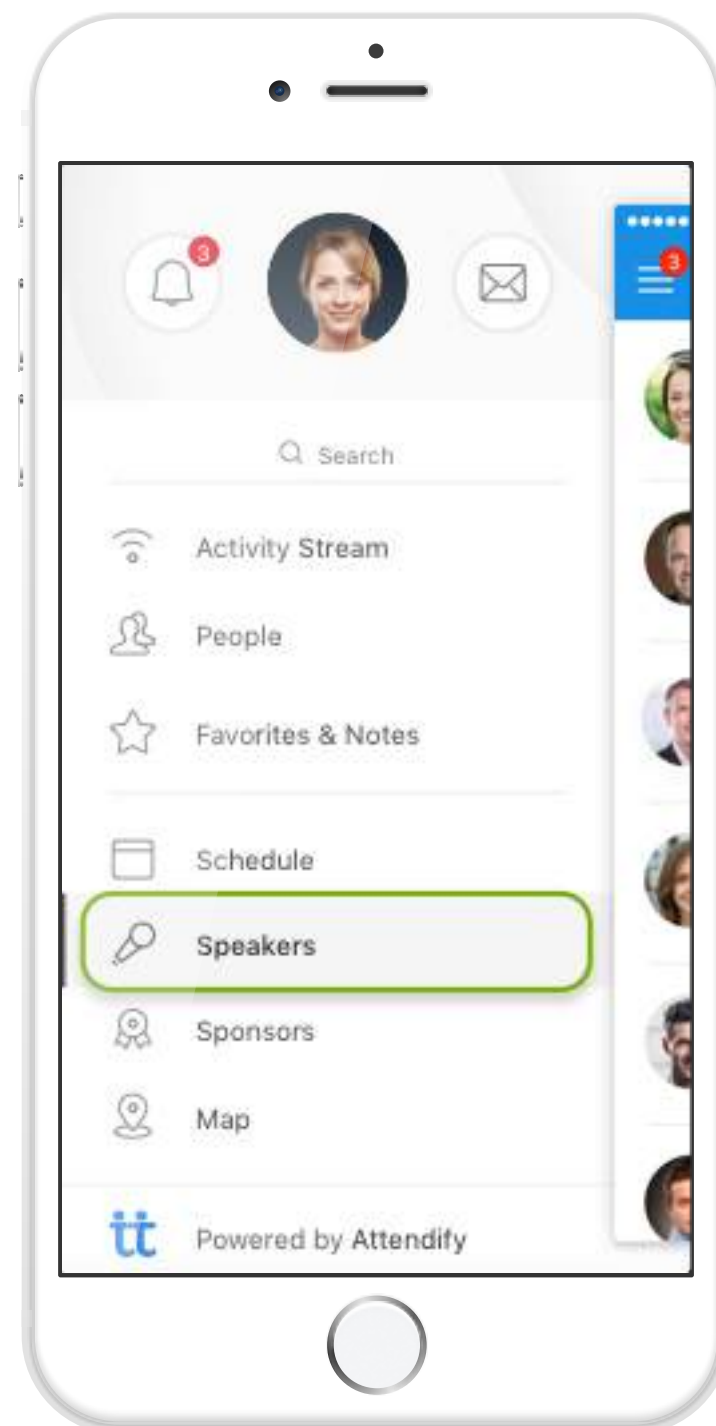 3
3
Search
Activity Stream
People
Favorites & Notes
Schedule
Speakers
Sponsors
Map
Powered by Attendify